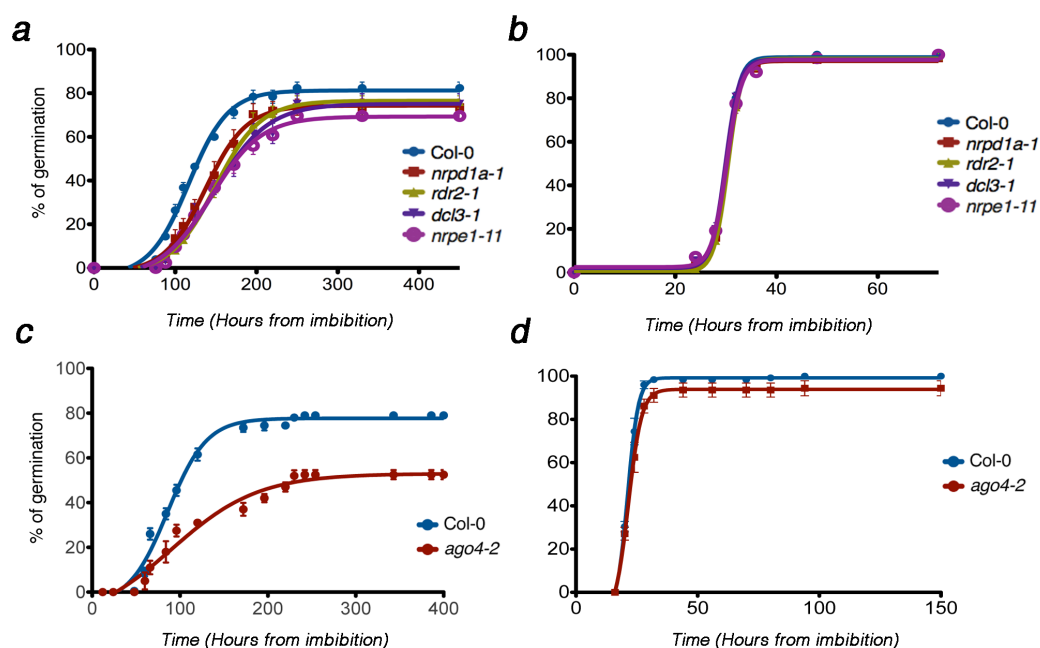 a
100
80
60
40
20
0
% of germination
0 100 200 300 400
Time (Hours from imbibition)
Col-0
nrpd1a-1
rdr2-1
dcl3-1
nrpe1-11
b
100
80
60
40
20
0
0 20 40 60
Time (Hours from imbibition)
Col-0
nrpd1a-1
rdr2-1
dcl3-1
nrpe1-11
c
100
80
60
40
20
0
% of germination
0 100 200 300 400
Time (Hours from imbibition)
Col-0
ago4-2
d
100
80
60
40
20
0
0 50 100 150
Time (Hours from imbibition)
Col-0
ago4-2